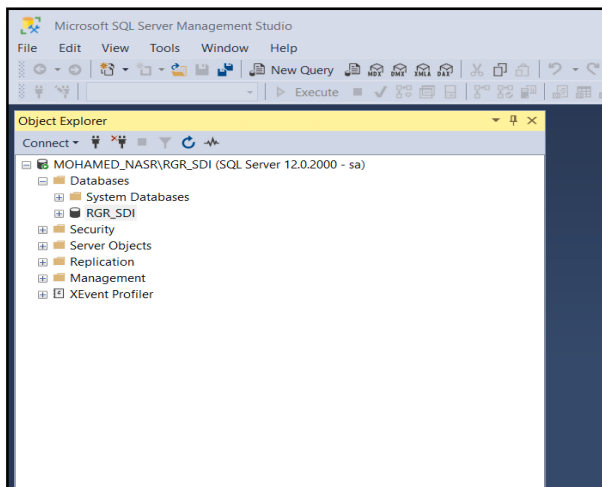 Microsoft SQL Server Management Studio
File Edit View Tools Window Help
New Query MDX DMX XMLA DAX
Execute
Object Explorer
Connect
MOHAMED_NASR\RGR_SDI (SQL Server 12.0.2000 - sa)
Databases
System Databases
RGR_SDI
Security
Server Objects
Replication
Management
XEvent Profiler